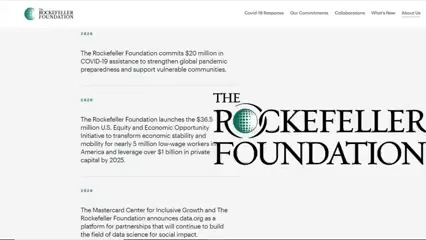 The
ROCKEFELLER
FOUNDATION
Covid-19 Response
Our Commitments
Collaborations
What's New
About Us
2020
The Rockefeller Foundation commits $20 million in
COVID-19 assistance to strengthen global pandemic
preparedness and support vulnerable communities.
2020
The Rockefeller Foundation launches the $36.5
million U.S. Equity and Economic Opportunity
Initiative to transform economic stability and
mobility for nearly 5 million low-wage workers in
America and leverage over $1 billion in private
capital by 2025.
THE
ROCKEFELLER
FOUNDATION
2020
The Mastercard Center for Inclusive Growth and The
Rockefeller Foundation announces data.org as a
platform for partnerships that will continue to
build the field of data science for social impact.